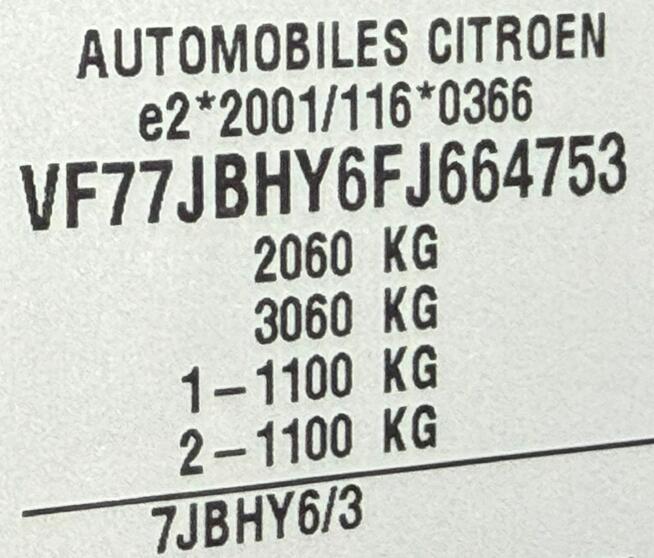 AUTOMOBILES CITROEN
e2*2001/116*0366
VF77JBHY6FJ664753
2060 KG
3060 KG
1-1100 KG
2-1100 KG
7JBHY6/3